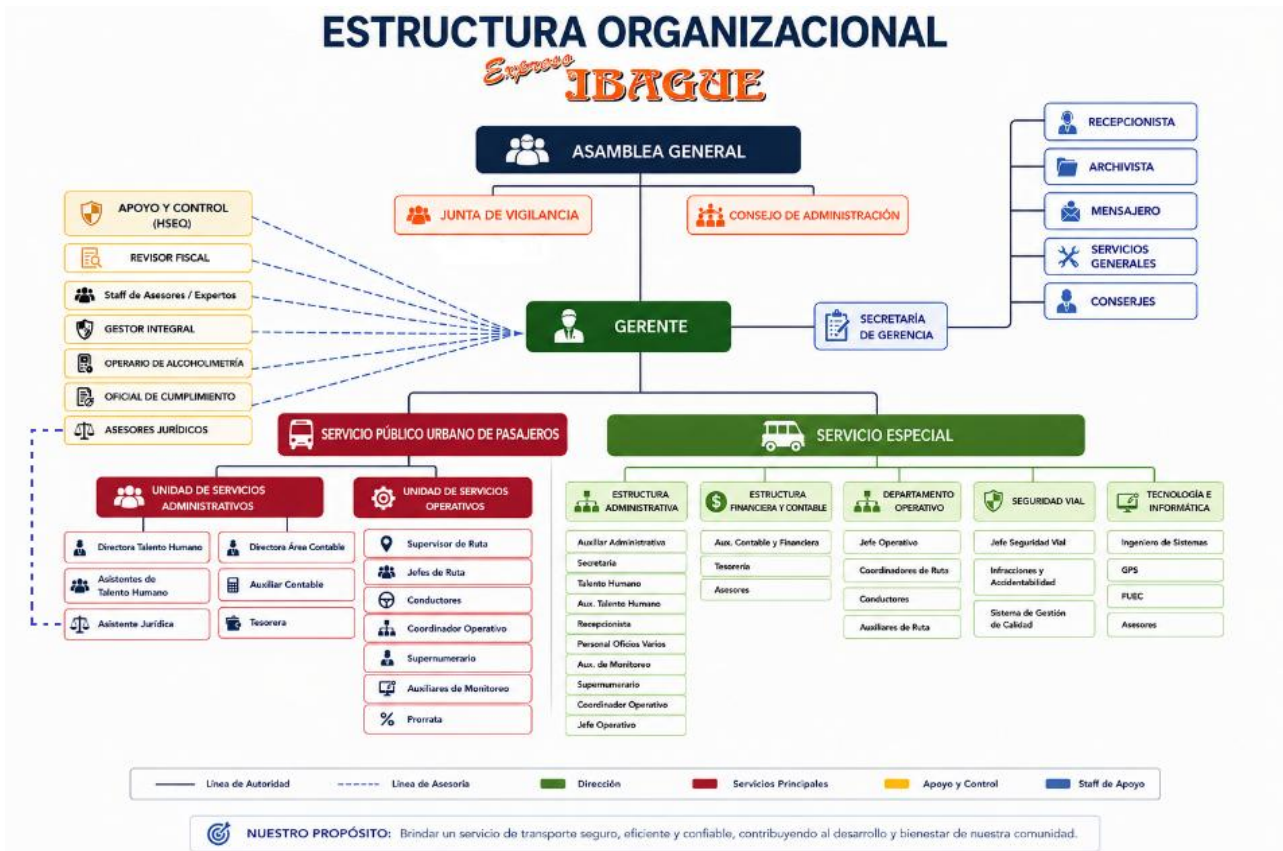 ESTRUCTURA ORGANIZACIONAL
Expreso
IBAGUE
ASAMBLEA GENERAL
JUNTA DE VIGILANCIA
CONSEJO DE ADMINISTRACIÓN
RECEPCIONISTA
ARCHIVISTA
MENSAJERO
SERVICIOS
GENERALES
CONSERJES
APOYO Y CONTROL
(HSEQ)
REVISOR FISCAL
Staff de Asesores / Expertos
GESTOR INTEGRAL
OPERARIO DE ALCOHOLIMETRÍA
OFICIAL DE CUMPLIMIENTO
ASESORES JURÍDICOS
GERENTE
SECRETARÍA
DE GERENCIA
SERVICIO PÚBLICO URBANO DE PASAJEROS
SERVICIO ESPECIAL
UNIDAD DE SERVICIOS
ADMINISTRATIVOS
Directora Talento Humano
Asistentes de
Talento Humano
Asistente Jurídica
Directora Área Contable
Auxiliar Contable
Tesorera
UNIDAD DE SERVICIOS
OPERATIVOS
Supervisor de Ruta
Jefes de Ruta
Conductores
Coordinador Operativo
Supernumerario
Auxiliares de Monitoreo
Prorrata
ESTRUCTURA
ADMINISTRATIVA
Auxiliar Administrativa
Secretaria
Talento Humano
Aux. Talento Humano
Recepcionista
Personal Oficios Varios
Aux. de Monitoreo
Supernumerario
Coordinador Operativo
Jefe Operativo
$
ESTRUCTURA
FINANCIERA Y CONTABLE
Aux. Contable y Financiera
Tesorería
Asesores
DEPARTAMENTO
OPERATIVO
Jefe Operativo
Coordinadores de Ruta
Conductores
Auxiliares de Ruta
SEGURIDAD VIAL
Jefe Seguridad Vial
Infracciones y
Accidentabilidad
Sistema de Gestión
de Calidad
TECNOLOGÍA E
INFORMÁTICA
Ingeniero de Sistemas
GPS
FUEC
Asesores
Línea de Autoridad
Línea de Asesoría
Dirección
Servicios Principales
Apoyo y Control
Staff de Apoyo
NUESTRO PROPÓSITO: Brindar un servicio de transporte seguro, eficiente y confiable, contribuyendo al desarrollo y bienestar de nuestra comunidad.